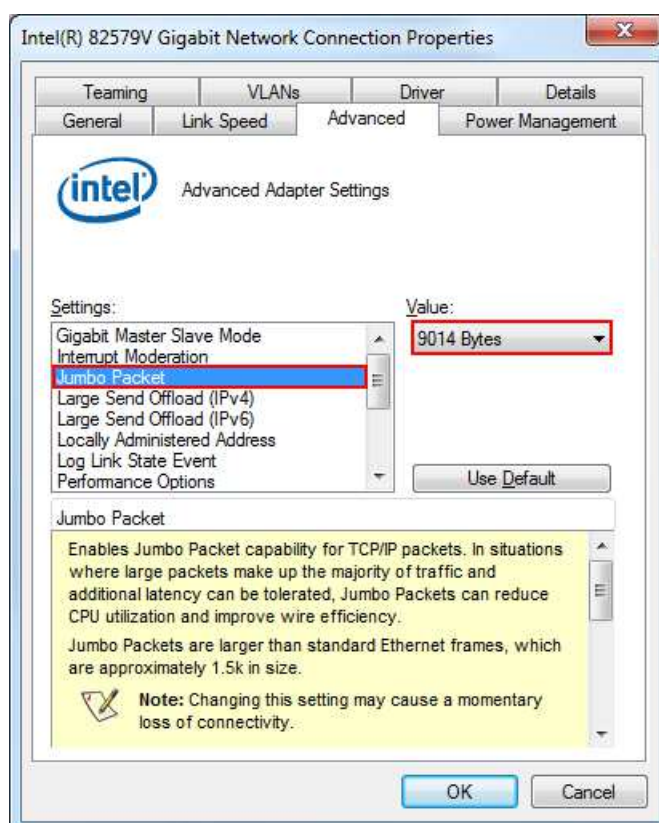 Intel(R) 82579V Gigabit Network Connection Properties
Teaming
VLANs
Driver
Details
General
Link Speed
Advanced
Power Management
intel
Advanced Adapter Settings
Settings:
Value:
Gigabit Master Slave Mode
Interrupt Moderation
Jumbo Packet
Large Send Offload (IPv4)
Large Send Offload (IPv6)
Locally Administered Address
Log Link State Event
Performance Options
9014 Bytes
Use Default
Jumbo Packet
Enables Jumbo Packet capability for TCP/IP packets. In situations
where large packets make up the majority of traffic and
additional latency can be tolerated, Jumbo Packets can reduce
CPU utilization and improve wire efficiency.
Jumbo Packets are larger than standard Ethernet frames, which
are approximately 1.5k in size.
Note: Changing this setting may cause a momentary
loss of connectivity.
OK
Cancel